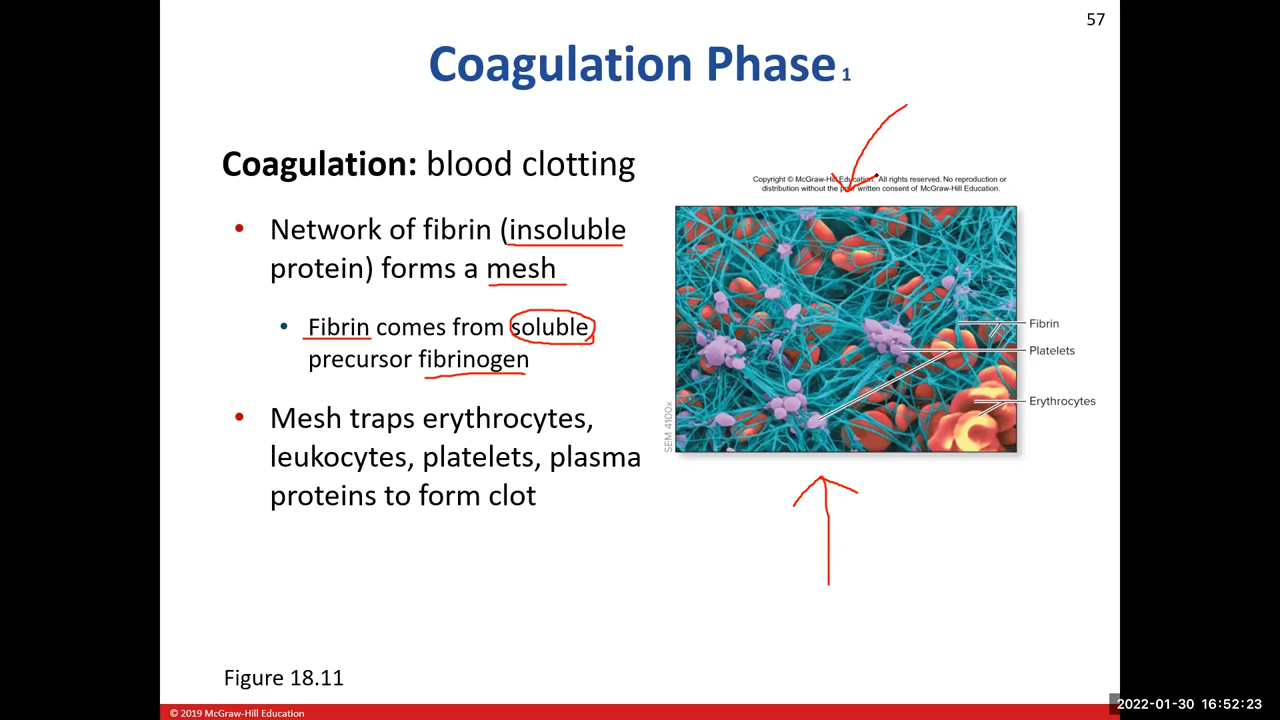 57
Coagulation Phase 1
Coagulation: blood clotting
• Network of fibrin (insoluble
protein) forms a mesh
• Fibrin comes from soluble
precursor fibrinogen
• Mesh traps erythrocytes,
leukocytes, platelets, plasma
proteins to form clot
Copyright © McGraw-Hill Education. All rights reserved. No reproduction or
distribution without the prior written consent of McGraw-Hill Education.
Fibrin
Platelets
Erythrocytes
SEM 4100x
Figure 18.11
© 2019 McGraw-Hill Education
2022-01-30 16:52:23